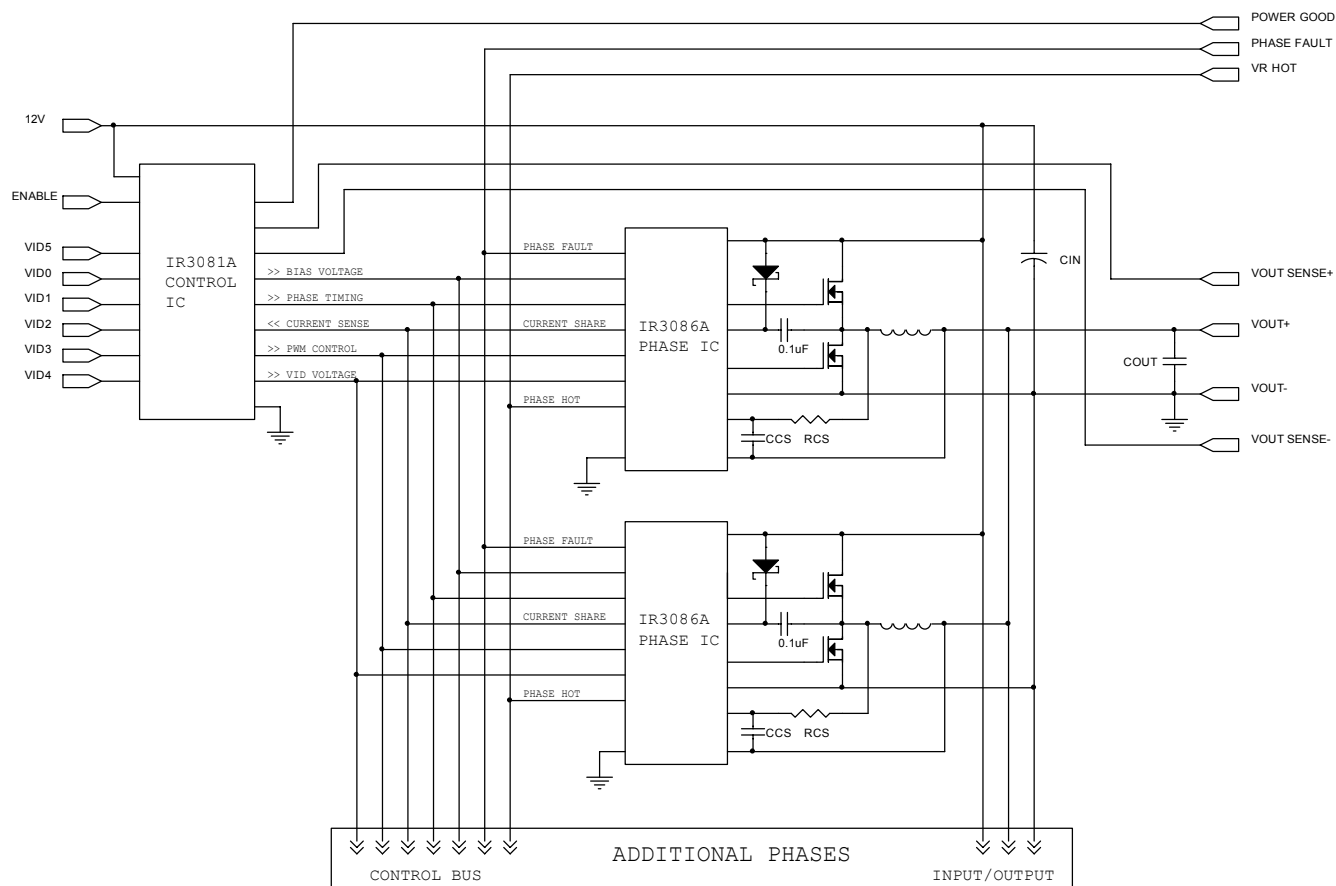 POWER GOOD
PHASE FAULT
VR HOT
12V
ENABLE
VID5
VID0
VID1
VID2
VID3
VID4
IR3081A
CONTROL
IC
>> BIAS VOLTAGE
>> PHASE TIMING
<< CURRENT SENSE
>> PWM CONTROL
>> VID VOLTAGE
PHASE FAULT
CURRENT SHARE
PHASE HOT
IR3086A
PHASE IC
0.1uF
CCS RCS
CIN
COUT
VOUT SENSE+
VOUT+
VOUT-
VOUT SENSE-
PHASE FAULT
CURRENT SHARE
PHASE HOT
IR3086A
PHASE IC
0.1uF
CCS RCS
ADDITIONAL PHASES
CONTROL BUS
INPUT/OUTPUT